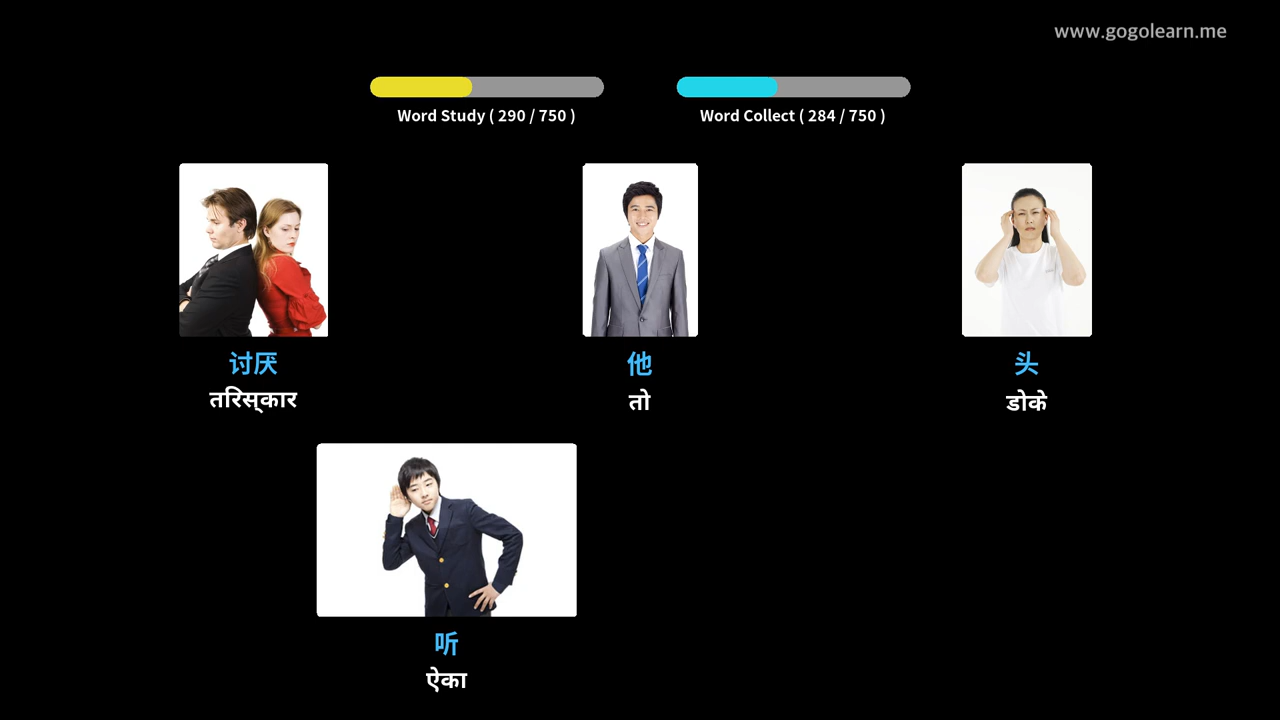 www.gogolearn.me
Word Study ( 290 / 750 )
Word Collect ( 284 / 750 )
讨厌
तरिस्कार
他
तो
头
डोके
听
ऐका